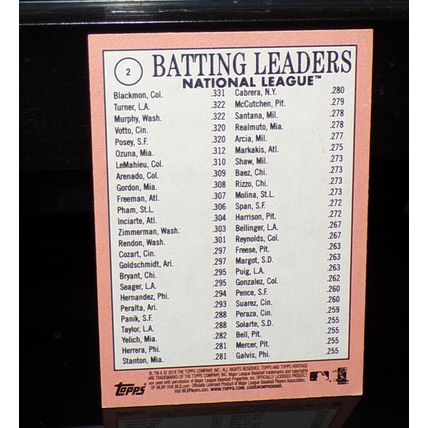 2
BATTING LEADERS
NATIONAL LEAGUE™
Blackmon, Col. .331
Turner, L.A. .322
Murphy, Wash. .322
Votto, Cin. .320
Posey, S.F. .320
Ozuna, Mia. .312
LeMahieu, Col. .310
Arenado, Col. .309
Gordon, Mia. .308
Freeman, Atl. .307
Pham, St.L. .306
Inciarte, Atl. .304
Zimmerman, Wash. .303
Rendon, Wash. .301
Cozart, Cin. .297
Goldschmidt, Ari. .297
Bryant, Chi. .295
Seager, L.A. .295
Hernandez, Phi. .294
Peralta, Ari. .293
Panik, S.F. .288
Taylor, L.A. .288
Yelich, Mia. .282
Herrera, Phi. .281
Stanton, Mia. .281
Cabrera, N.Y. .280
McCutchen, Pit. .279
Santana, Mil. .278
Realmuto, Mia. .278
Arcia, Mil. .277
Markakis, Atl. .275
Shaw, Mil. .273
Baez, Chi. .273
Rizzo, Chi. .273
Molina, St.L. .273
Span, S.F. .272
Harrison, Pit. .272
Bellinger, L.A. .267
Reynolds, Col. .267
Freese, Pit. .263
Margot, S.D. .263
Puig, L.A. .263
Gonzalez, Col. .262
Pence, S.F. .260
Suarez, Cin. .260
Peraza, Cin. .259
Solarte, S.D. .255
Bell, Pit. .255
Mercer, Pit. .255
Galvis, Phi. .255
topps